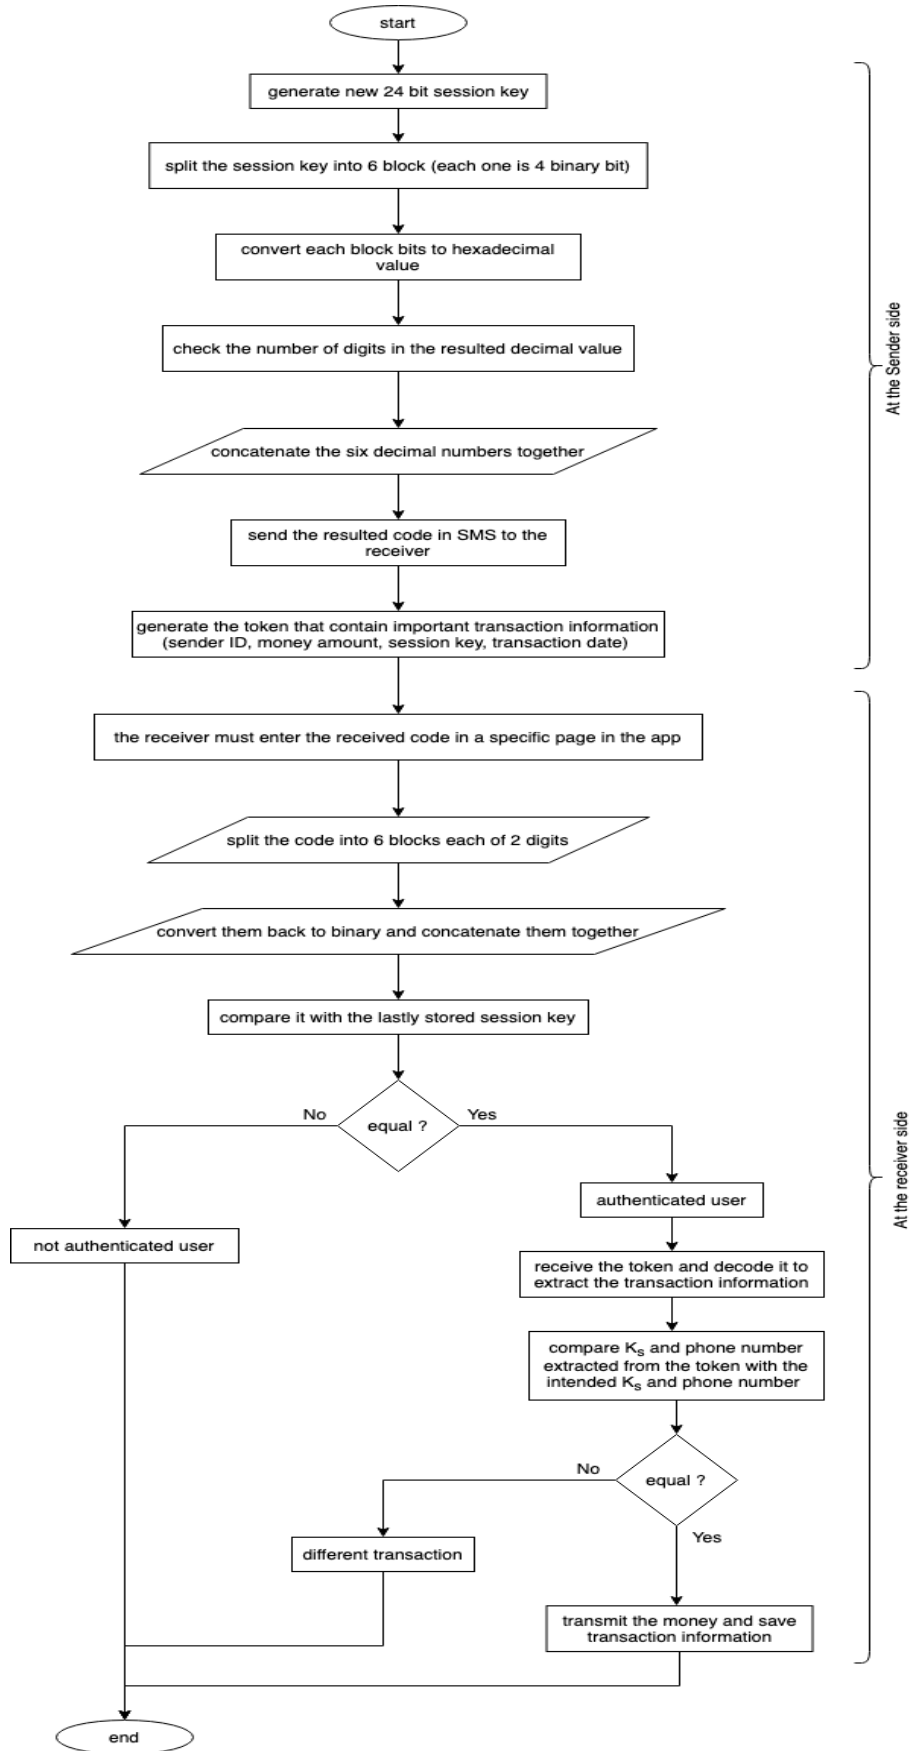 start
generate new 24 bit session key
split the session key into 6 block (each one is 4 binary bit)
convert each block bits to hexadecimal
value
check the number of digits in the resulted decimal value
concatenate the six decimal numbers together
send the resulted code in SMS to the
receiver
generate the token that contain important transaction information
(sender ID, money amount, session key, transaction date)
At the Sender side
the receiver must enter the received code in a specific page in the app
split the code into 6 blocks each of 2 digits
convert them back to binary and concatenate them together
compare it with the lastly stored session key
equal ?
No
Yes
not authenticated user
authenticated user
receive the token and decode it to
extract the transaction information
compare Ks and phone number
extracted from the token with the
intended Ks and phone number
equal ?
No
Yes
different transaction
transmit the money and save
transaction information
At the receiver side
end